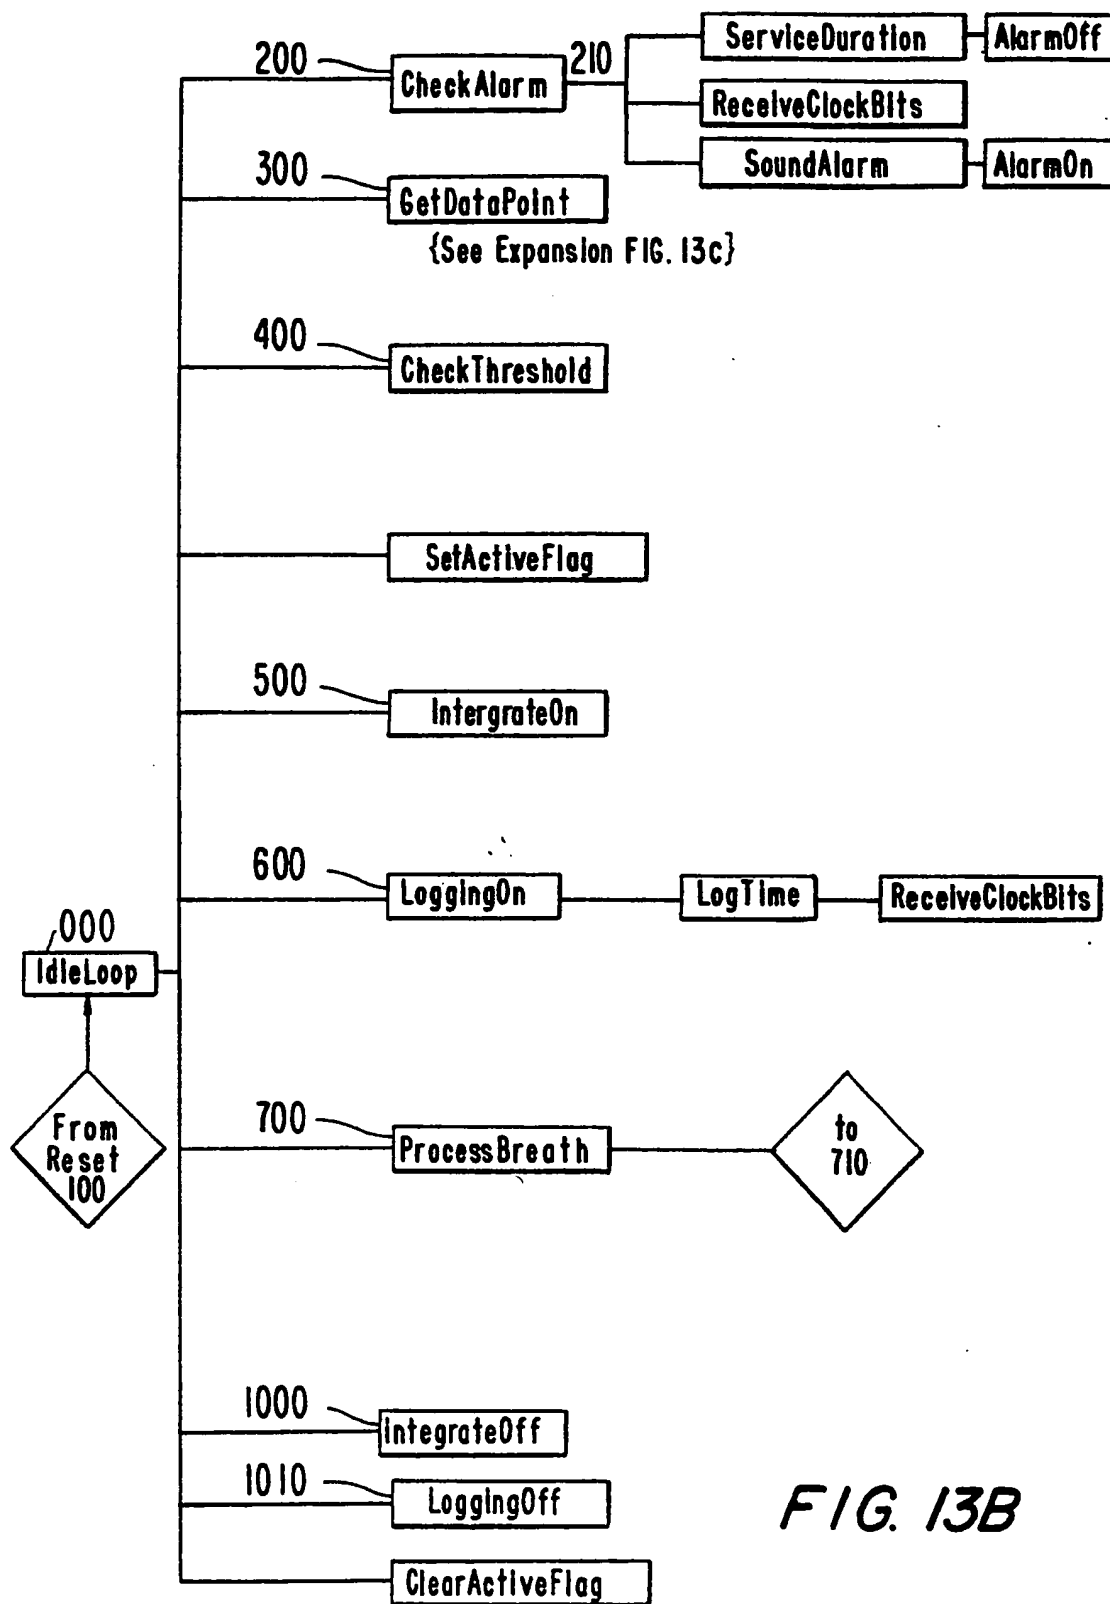 ServiceDuration
AlarmOff
200
210
CheckAlarm
ReceiveClockBits
SoundAlarm
AlarmOn
300
GetDataPoint
{See Expansion FIG. 13c}
400
CheckThreshold
SetActiveFlag
500
IntergrateOn
600
LoggingOn
LogTime
ReceiveClockBits
000
IdleLoop
From
Reset
100
700
ProcessBreath
to
710
1000
IntegrateOff
1010
LoggingOff
ClearActiveFlag
FIG. 13B